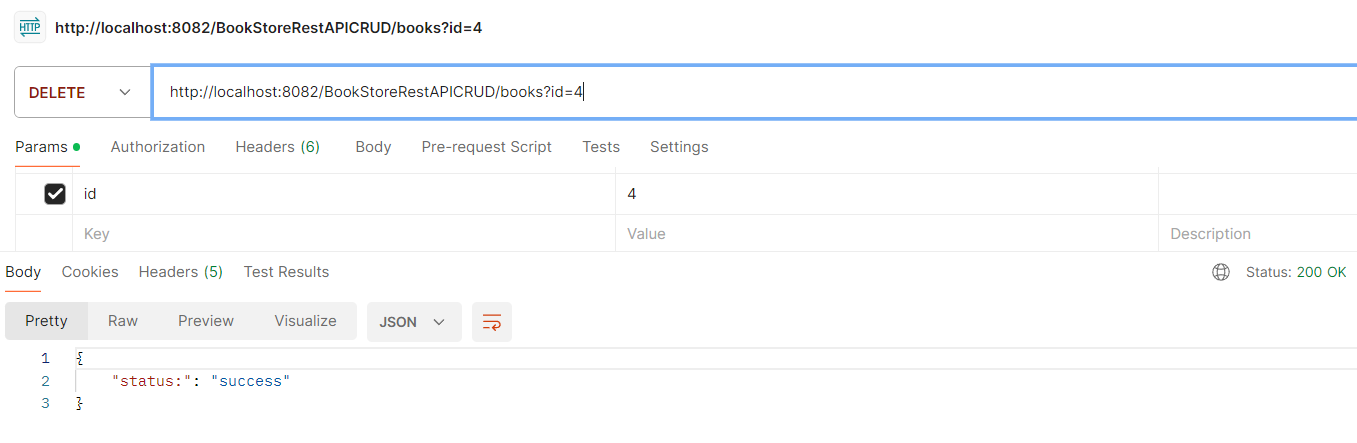 HTTP http://localhost:8082/BookStoreRestAPICRUD/books?id=4
DELETE http://localhost:8082/BookStoreRestAPICRUD/books?id=4
Params Authorization Headers (6) Body Pre-request Script Tests Settings
id 4
Key Value Description
Body Cookies Headers (5) Test Results Status: 200 OK
Pretty Raw Preview Visualize JSON
1 {
2 "status:": "success"
3 }